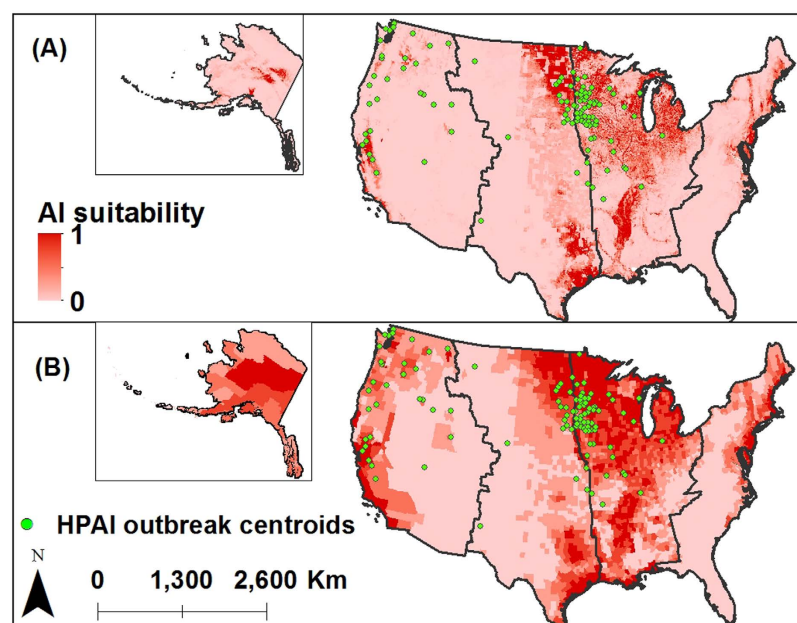 (A)
AI suitability
1
0
(B)
HPAI outbreak centroids
N
0 1,300 2,600 Km